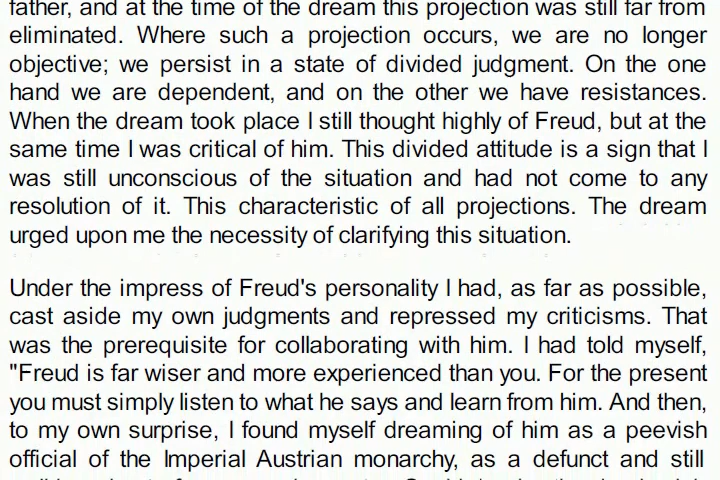 father, and at the time of the dream this projection was still far from
eliminated. Where such a projection occurs, we are no longer
objective; we persist in a state of divided judgment. On the one
hand we are dependent, and on the other we have resistances.
When the dream took place I still thought highly of Freud, but at the
same time I was critical of him. This divided attitude is a sign that I
was still unconscious of the situation and had not come to any
resolution of it. This characteristic of all projections. The dream
urged upon me the necessity of clarifying this situation.
Under the impress of Freud's personality I had, as far as possible,
cast aside my own judgments and repressed my criticisms. That
was the prerequisite for collaborating with him. I had told myself,
"Freud is far wiser and more experienced than you. For the present
you must simply listen to what he says and learn from him. And then,
to my own surprise, I found myself dreaming of him as a peevish
official of the Imperial Austrian monarchy, as a defunct and still